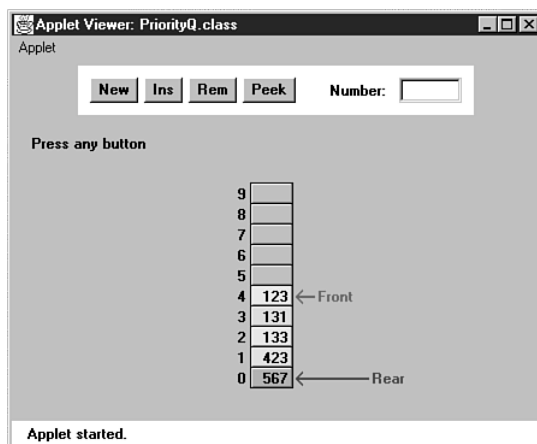 Applet Viewer: PriorityQ.class
Applet
New Ins Rem Peek Number:
Press any button
9
8
7
6
5
4 123 Front
3 131
2 133
1 423
0 567 Rear
Applet started.